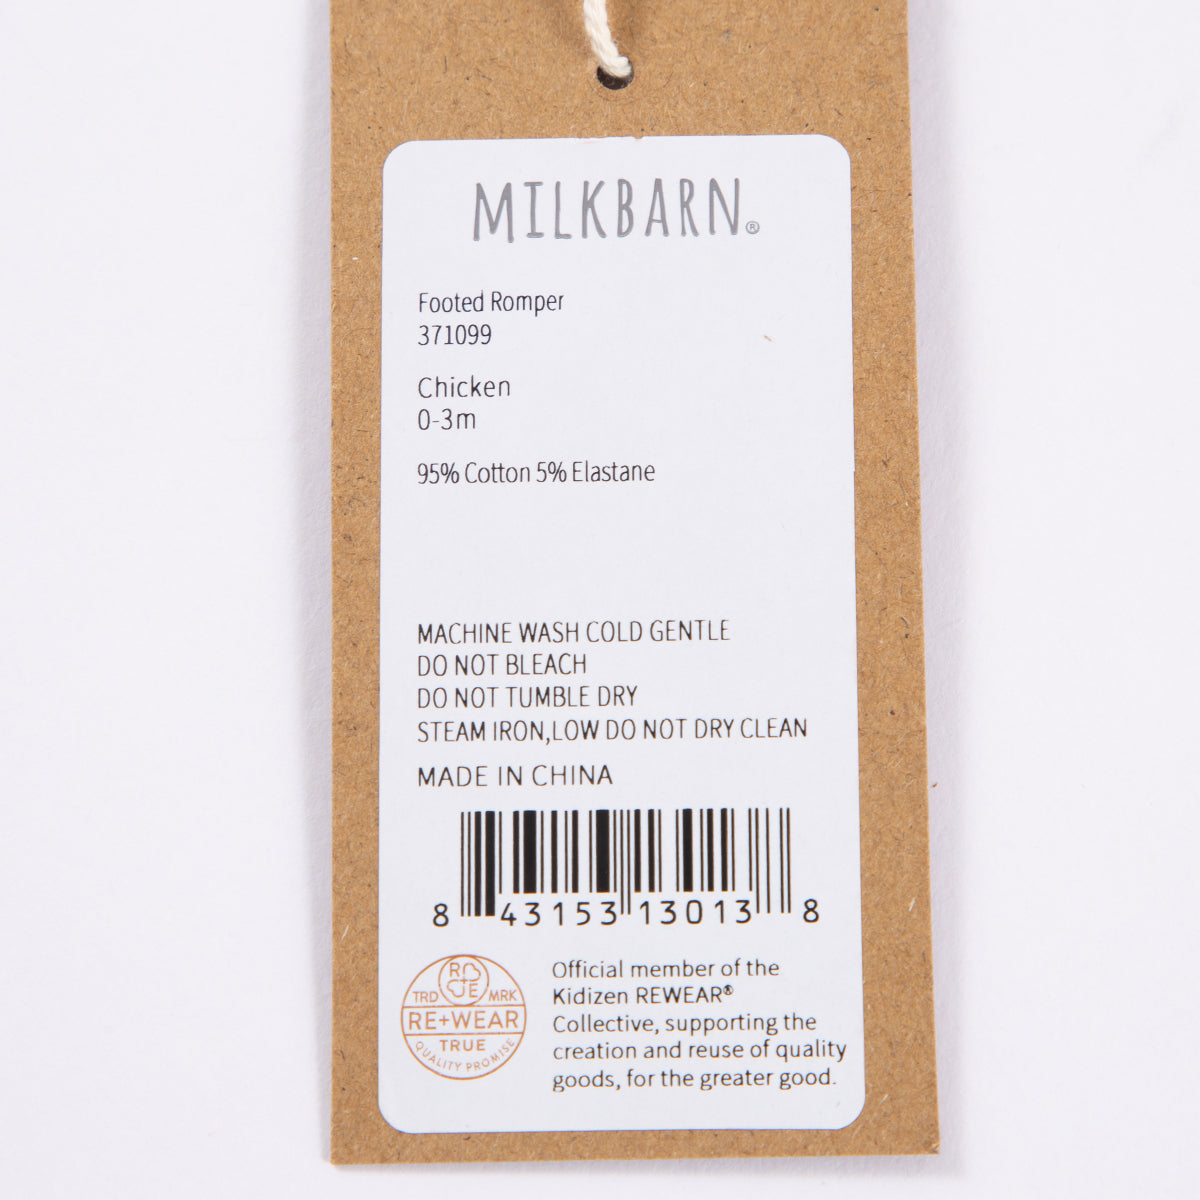 MILKBARN®
Footed Romper
371099
Chicken
0-3m
95% Cotton 5% Elastane
MACHINE WASH COLD GENTLE
DO NOT BLEACH
DO NOT TUMBLE DRY
STEAM IRON,LOW DO NOT DRY CLEAN
MADE IN CHINA
8 43153 13013 8
R+E
TRD MRK
RE+WEAR
TRUE
QUALITY PROMISE
Official member of the
Kidizen REWEAR®
Collective, supporting the
creation and reuse of quality
goods, for the greater good.